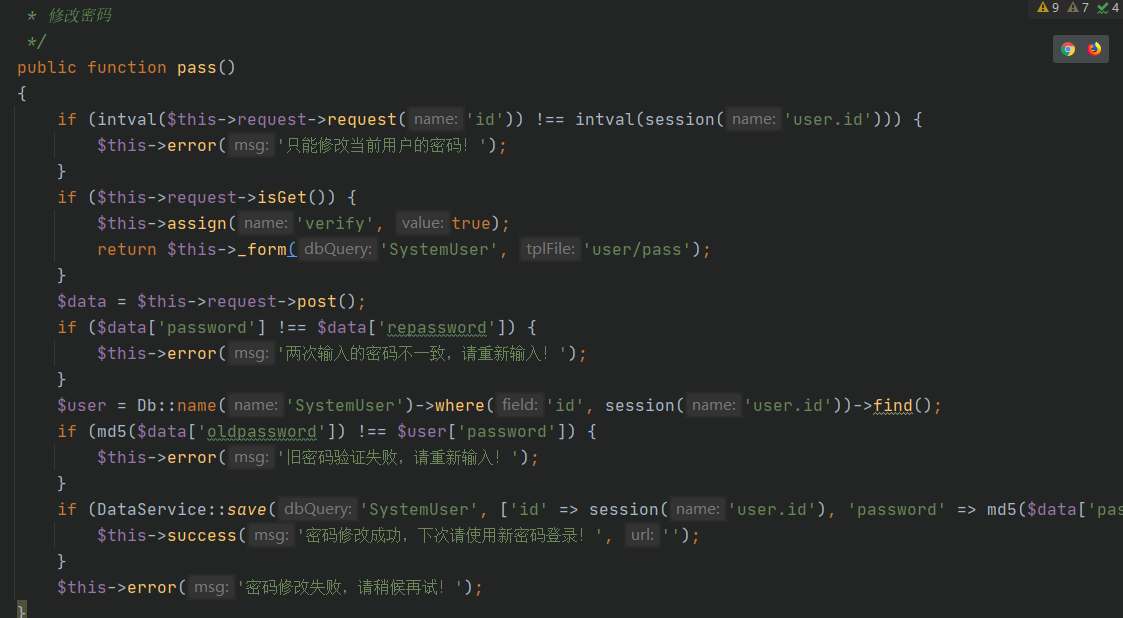 9 7 4
* 修改密码
*/
public function pass()
{
if (intval($this->request->request( name: 'id')) !== intval(session( name: 'user.id'))) {
$this->error( msg: '只能修改当前用户的密码！');
}
if ($this->request->isGet()) {
$this->assign( name: 'verify', value: true);
return $this->_form( dbQuery: 'SystemUser', tplFile: 'user/pass');
}
$data = $this->request->post();
if ($data['password'] !== $data['repassword']) {
$this->error( msg: '两次输入的密码不一致，请重新输入！');
}
$user = Db::name( name: 'SystemUser')->where( field: 'id', session( name: 'user.id'))->find();
if (md5($data['oldpassword']) !== $user['password']) {
$this->error( msg: '旧密码验证失败，请重新输入！');
}
if (DataService::save( dbQuery: 'SystemUser', ['id' => session( name: 'user.id'), 'password' => md5($data['pas
$this->success( msg: '密码修改成功，下次请使用新密码登录！', url: '');
}
$this->error( msg: '密码修改失败，请稍候再试！');
}